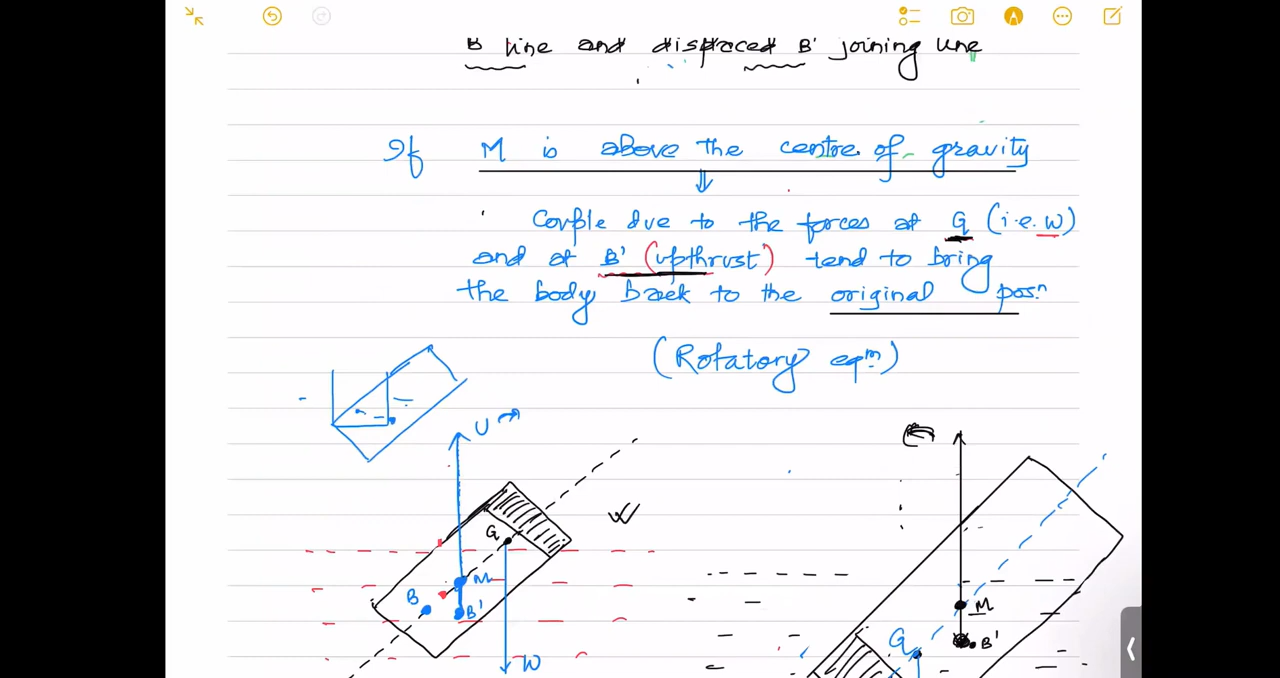 B line and displaced B' joining line
If M is above the centre of gravity
⇓
Couple due to the forces at G (i.e. W)
and at B' (upthrust) tend to bring
the body back to the original posn
(Rotatory eqm)
U
G
M
B
B'
W
M
B'
G